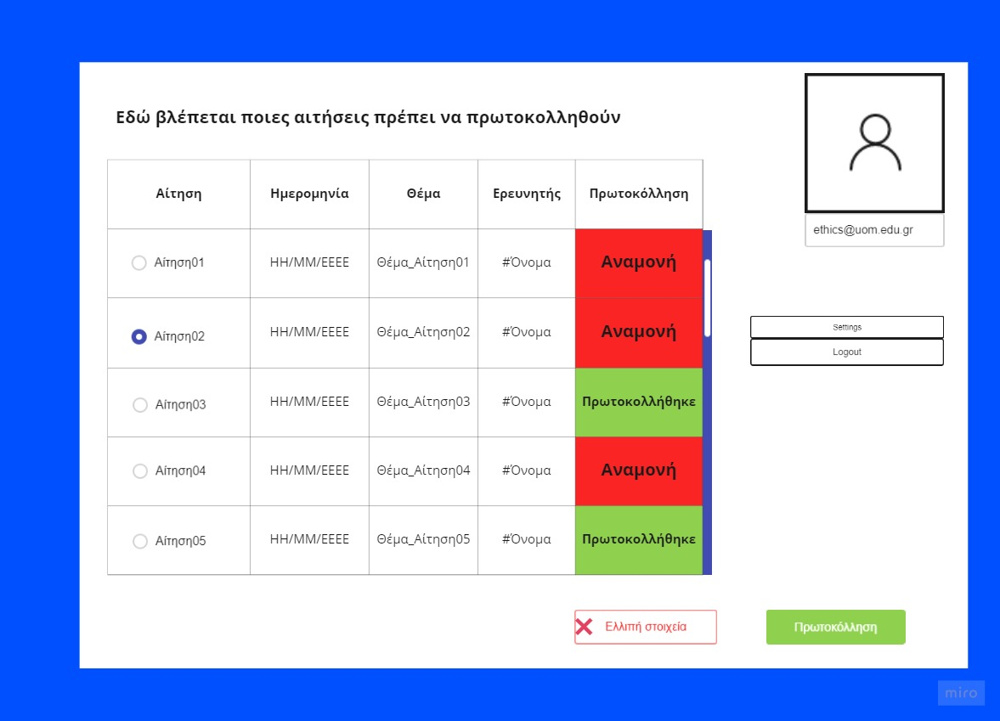 Εδώ βλέπεται ποιες αιτήσεις πρέπει να πρωτοκολληθούν
ethics@uom.edu.gr
Αίτηση Ημερομηνία Θέμα Ερευνητής Πρωτοκόλληση
Αίτηση01 ΗΗ/ΜΜ/ΕΕΕΕ Θέμα_Αίτηση01 #Όνομα Αναμονή
Αίτηση02 ΗΗ/ΜΜ/ΕΕΕΕ Θέμα_Αίτηση02 #Όνομα Αναμονή
Αίτηση03 ΗΗ/ΜΜ/ΕΕΕΕ Θέμα_Αίτηση03 #Όνομα Πρωτοκολλήθηκε
Αίτηση04 ΗΗ/ΜΜ/ΕΕΕΕ Θέμα_Αίτηση04 #Όνομα Αναμονή
Αίτηση05 ΗΗ/ΜΜ/ΕΕΕΕ Θέμα_Αίτηση05 #Όνομα Πρωτοκολλήθηκε
Settings
Logout
Ελλιπή στοιχεία
Πρωτοκόλληση
miro